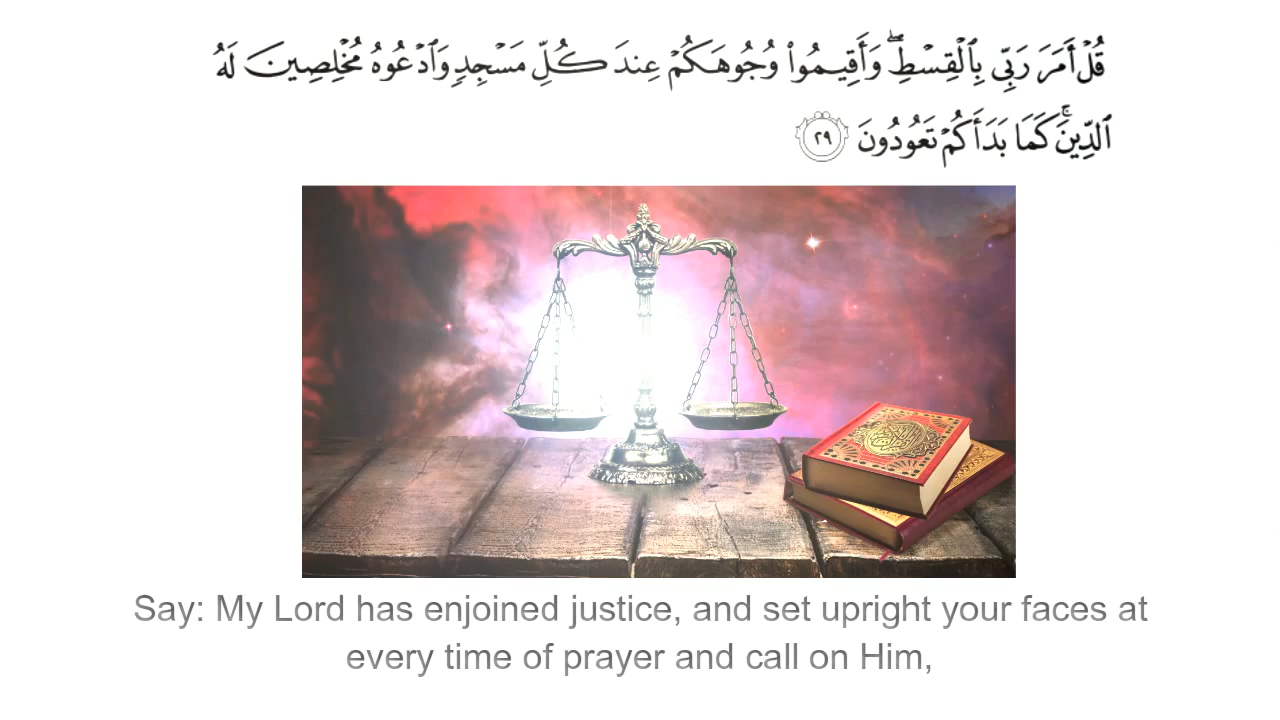 قُلْ أَمَرَ رَبِّى بِٱلْقِسْطِ ۖ وَأَقِيمُوا۟ وُجُوهَكُمْ عِندَ كُلِّ مَسْجِدٍ وَٱدْعُوهُ مُخْلِصِينَ لَهُ
ٱلدِّينَ ۚ كَمَا بَدَأَكُمْ تَعُودُونَ ٢٩
Say: My Lord has enjoined justice, and set upright your faces at
every time of prayer and call on Him,